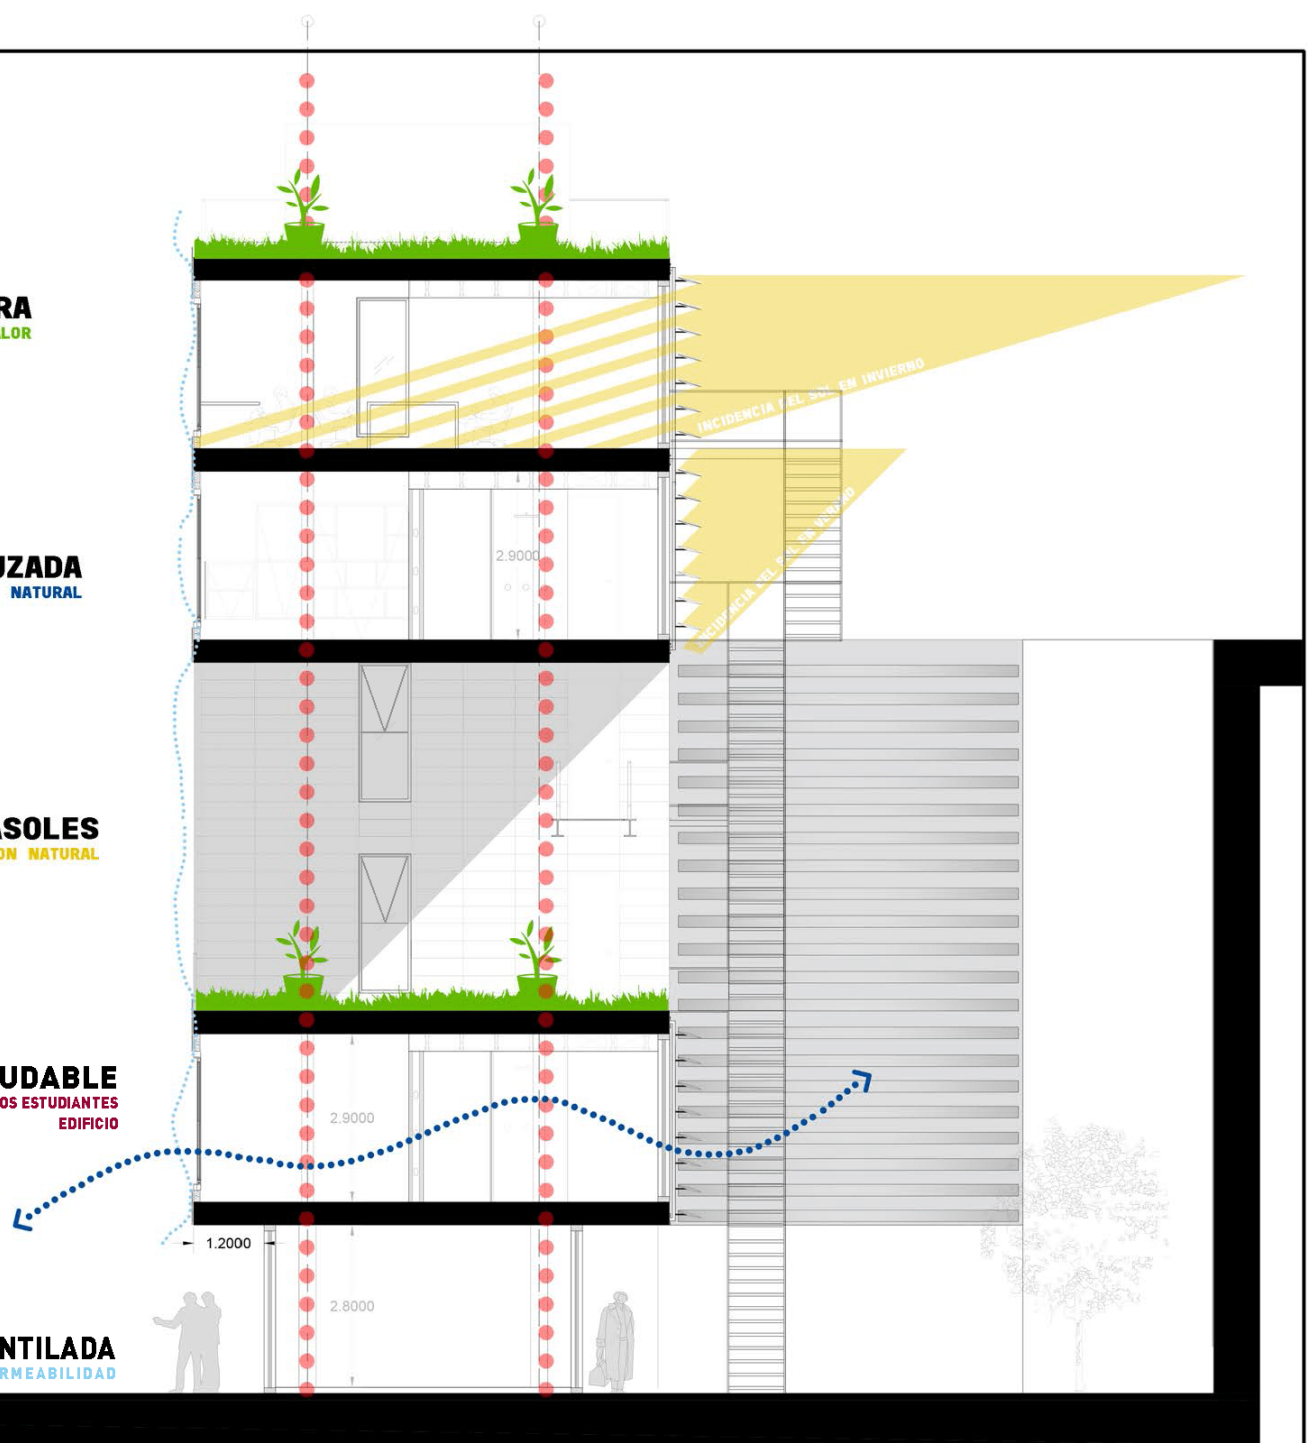 RA
LOR
INCIDENCIA DEL SOL EN INVIERNO
INCIDENCIA DEL SOL EN VERANO
2.9000
UZADA
NATURAL
ASOLES
ON NATURAL
UDABLE
OS ESTUDIANTES
EDIFICIO
2.9000
1.2000
2.8000
NTILADA
RMEABILIDAD